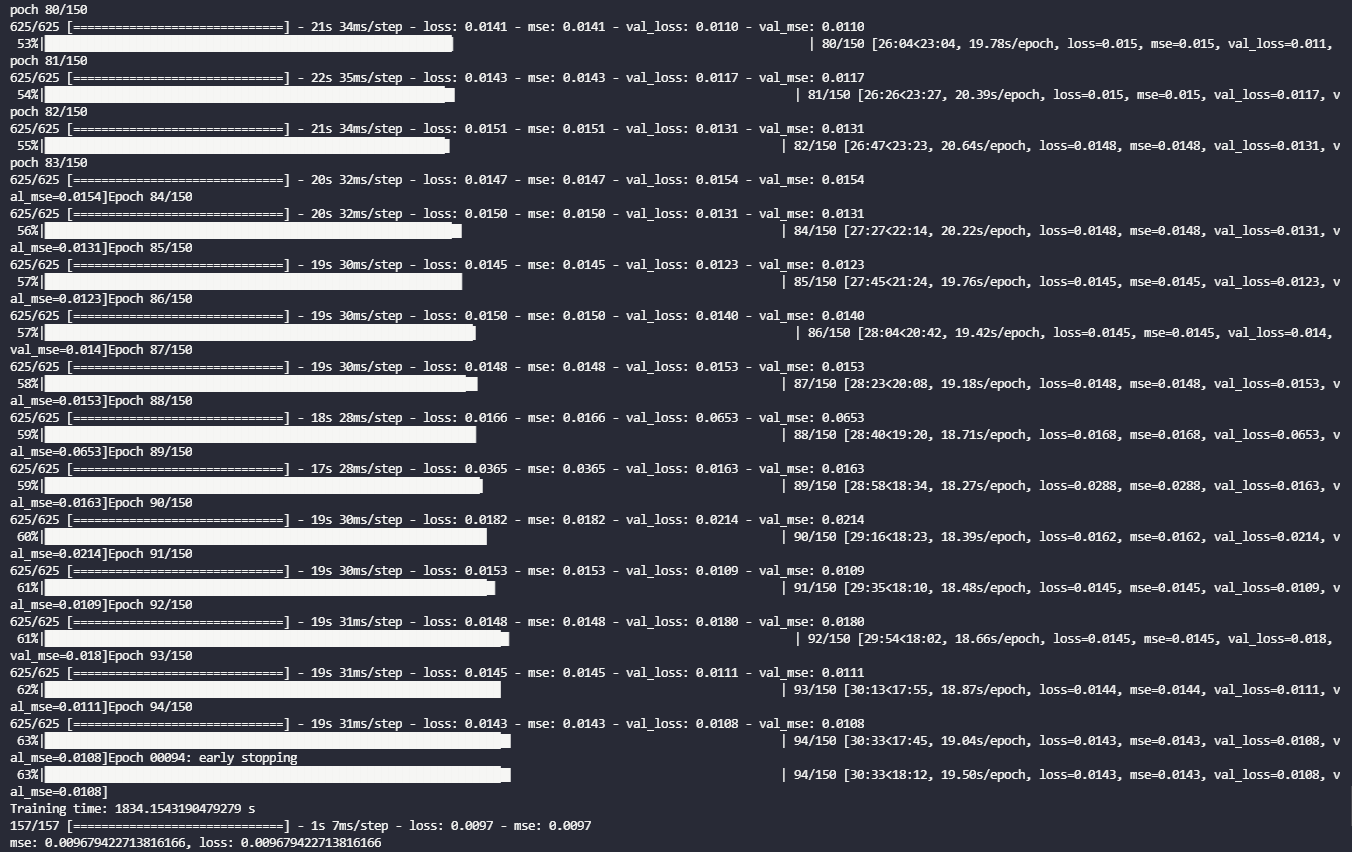 poch 80/150
625/625 [==============================] - 21s 34ms/step - loss: 0.0141 - mse: 0.0141 - val_loss: 0.0110 - val_mse: 0.0110
53%| | 80/150 [26:04<23:04, 19.78s/epoch, loss=0.015, mse=0.015, val_loss=0.011,
poch 81/150
625/625 [==============================] - 22s 35ms/step - loss: 0.0143 - mse: 0.0143 - val_loss: 0.0117 - val_mse: 0.0117
54%| | 81/150 [26:26<23:27, 20.39s/epoch, loss=0.015, mse=0.015, val_loss=0.0117, v
poch 82/150
625/625 [==============================] - 21s 34ms/step - loss: 0.0151 - mse: 0.0151 - val_loss: 0.0131 - val_mse: 0.0131
55%| | 82/150 [26:47<23:23, 20.64s/epoch, loss=0.0148, mse=0.0148, val_loss=0.0131, v
poch 83/150
625/625 [==============================] - 20s 32ms/step - loss: 0.0147 - mse: 0.0147 - val_loss: 0.0154 - val_mse: 0.0154
al_mse=0.0154]Epoch 84/150
625/625 [==============================] - 20s 32ms/step - loss: 0.0150 - mse: 0.0150 - val_loss: 0.0131 - val_mse: 0.0131
56%| | 84/150 [27:27<22:14, 20.22s/epoch, loss=0.0148, mse=0.0148, val_loss=0.0131, v
al_mse=0.0131]Epoch 85/150
625/625 [==============================] - 19s 30ms/step - loss: 0.0145 - mse: 0.0145 - val_loss: 0.0123 - val_mse: 0.0123
57%| | 85/150 [27:45<21:24, 19.76s/epoch, loss=0.0145, mse=0.0145, val_loss=0.0123, v
al_mse=0.0123]Epoch 86/150
625/625 [==============================] - 19s 30ms/step - loss: 0.0150 - mse: 0.0150 - val_loss: 0.0140 - val_mse: 0.0140
57%| | 86/150 [28:04<20:42, 19.42s/epoch, loss=0.0145, mse=0.0145, val_loss=0.014,
val_mse=0.014]Epoch 87/150
625/625 [==============================] - 19s 30ms/step - loss: 0.0148 - mse: 0.0148 - val_loss: 0.0153 - val_mse: 0.0153
58%| | 87/150 [28:23<20:08, 19.18s/epoch, loss=0.0148, mse=0.0148, val_loss=0.0153, v
al_mse=0.0153]Epoch 88/150
625/625 [==============================] - 18s 28ms/step - loss: 0.0166 - mse: 0.0166 - val_loss: 0.0653 - val_mse: 0.0653
59%| | 88/150 [28:40<19:20, 18.71s/epoch, loss=0.0168, mse=0.0168, val_loss=0.0653, v
al_mse=0.0653]Epoch 89/150
625/625 [==============================] - 17s 28ms/step - loss: 0.0365 - mse: 0.0365 - val_loss: 0.0163 - val_mse: 0.0163
59%| | 89/150 [28:58<18:34, 18.27s/epoch, loss=0.0288, mse=0.0288, val_loss=0.0163, v
al_mse=0.0163]Epoch 90/150
625/625 [==============================] - 19s 30ms/step - loss: 0.0182 - mse: 0.0182 - val_loss: 0.0214 - val_mse: 0.0214
60%| | 90/150 [29:16<18:23, 18.39s/epoch, loss=0.0162, mse=0.0162, val_loss=0.0214, v
al_mse=0.0214]Epoch 91/150
625/625 [==============================] - 19s 30ms/step - loss: 0.0153 - mse: 0.0153 - val_loss: 0.0109 - val_mse: 0.0109
61%| | 91/150 [29:35<18:10, 18.48s/epoch, loss=0.0145, mse=0.0145, val_loss=0.0109, v
al_mse=0.0109]Epoch 92/150
625/625 [==============================] - 19s 31ms/step - loss: 0.0148 - mse: 0.0148 - val_loss: 0.0180 - val_mse: 0.0180
61%| | 92/150 [29:54<18:02, 18.66s/epoch, loss=0.0145, mse=0.0145, val_loss=0.018,
val_mse=0.018]Epoch 93/150
625/625 [==============================] - 19s 31ms/step - loss: 0.0145 - mse: 0.0145 - val_loss: 0.0111 - val_mse: 0.0111
62%| | 93/150 [30:13<17:55, 18.87s/epoch, loss=0.0144, mse=0.0144, val_loss=0.0111, v
al_mse=0.0111]Epoch 94/150
625/625 [==============================] - 19s 31ms/step - loss: 0.0143 - mse: 0.0143 - val_loss: 0.0108 - val_mse: 0.0108
63%| | 94/150 [30:33<17:45, 19.04s/epoch, loss=0.0143, mse=0.0143, val_loss=0.0108, v
al_mse=0.0108]Epoch 00094: early stopping
63%| | 94/150 [30:33<18:12, 19.50s/epoch, loss=0.0143, mse=0.0143, val_loss=0.0108, v
al_mse=0.0108]
Training time: 1834.1543190479279 s
157/157 [==============================] - 1s 7ms/step - loss: 0.0097 - mse: 0.0097
mse: 0.009679422713816166, loss: 0.009679422713816166